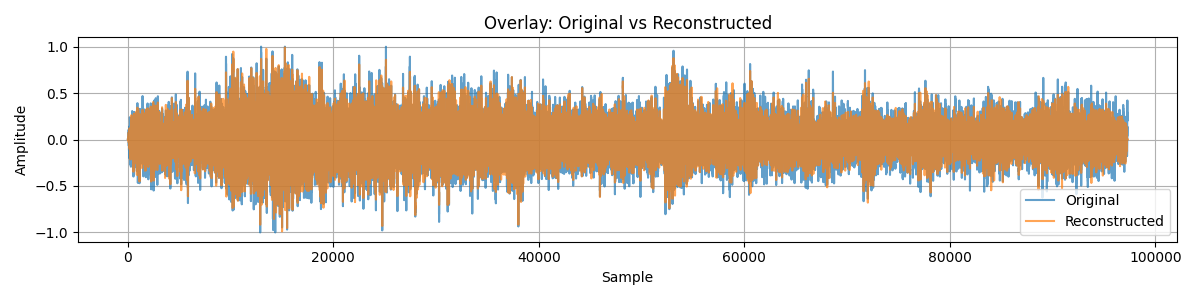 Overlay: Original vs Reconstructed
1.0
0.5
0.0
−0.5
−1.0
Amplitude
0
20000
40000
60000
80000
100000
Sample
Original
Reconstructed